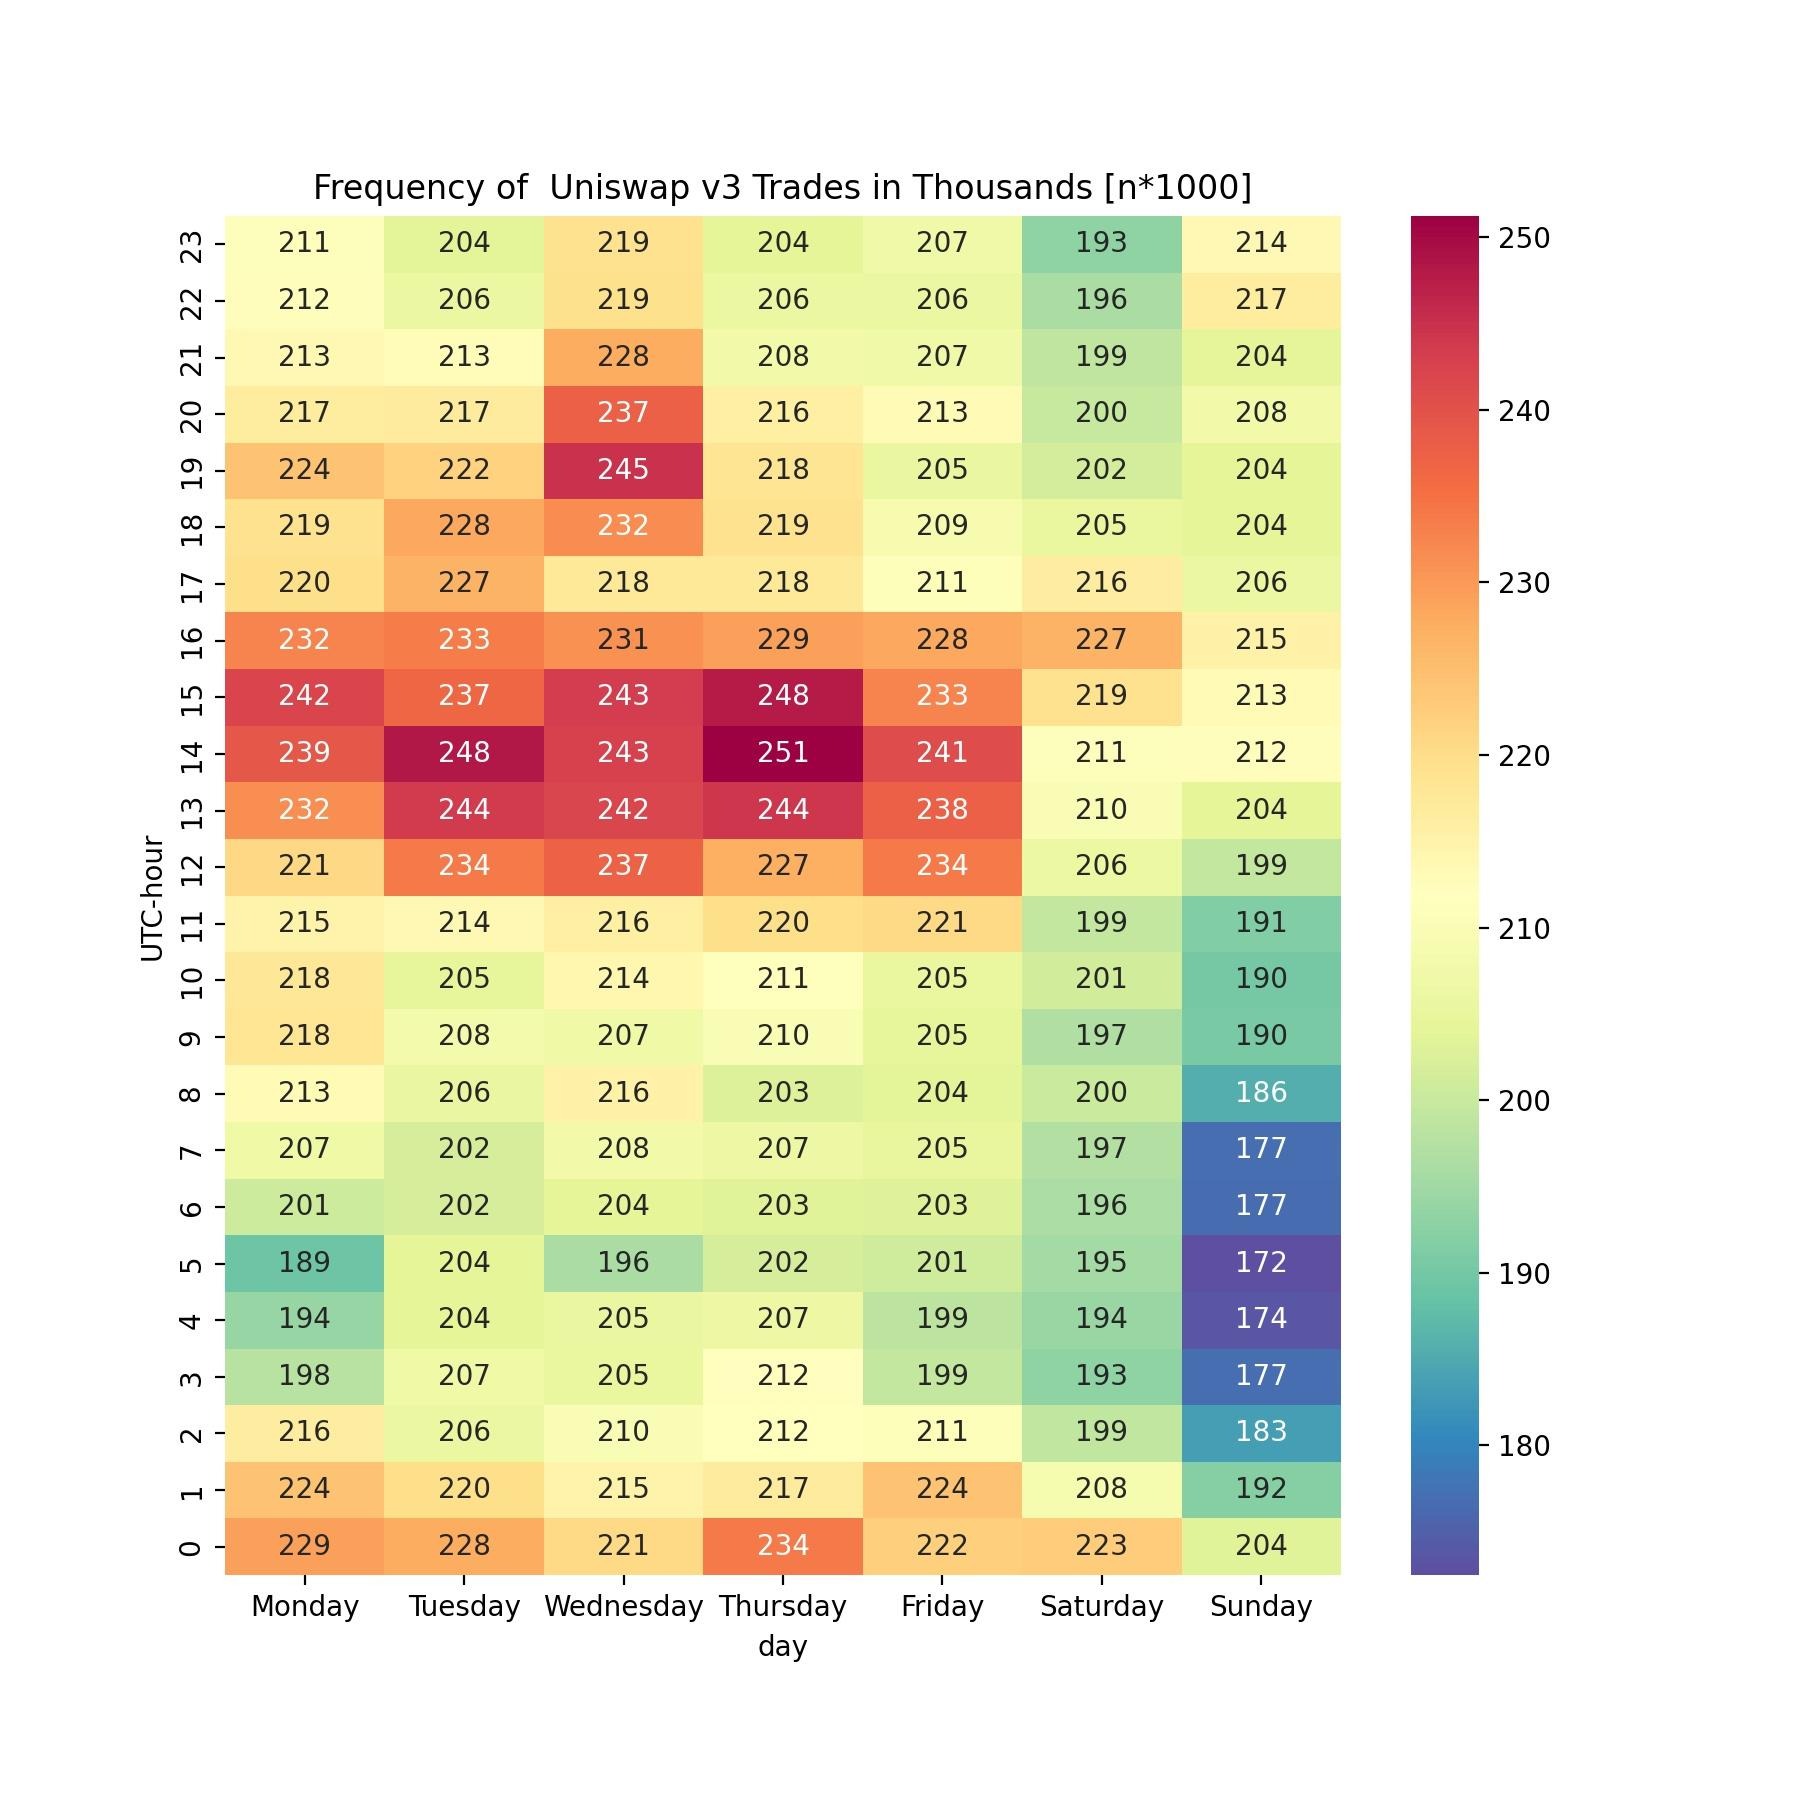 Frequency of  Uniswap v3 Trades in Thousands [n*1000]
23 211 204 219 204 207 193 214
22 212 206 219 206 206 196 217
21 213 213 228 208 207 199 204
20 217 217 237 216 213 200 208
19 224 222 245 218 205 202 204
18 219 228 232 219 209 205 204
17 220 227 218 218 211 216 206
16 232 233 231 229 228 227 215
15 242 237 243 248 233 219 213
14 239 248 243 251 241 211 212
13 232 244 242 244 238 210 204
12 221 234 237 227 234 206 199
11 215 214 216 220 221 199 191
10 218 205 214 211 205 201 190
9 218 208 207 210 205 197 190
8 213 206 216 203 204 200 186
7 207 202 208 207 205 197 177
6 201 202 204 203 203 196 177
5 189 204 196 202 201 195 172
4 194 204 205 207 199 194 174
3 198 207 205 212 199 193 177
2 216 206 210 212 211 199 183
1 224 220 215 217 224 208 192
0 229 228 221 234 222 223 204
Monday Tuesday Wednesday Thursday Friday Saturday Sunday
day
UTC-hour
250
240
230
220
210
200
190
180